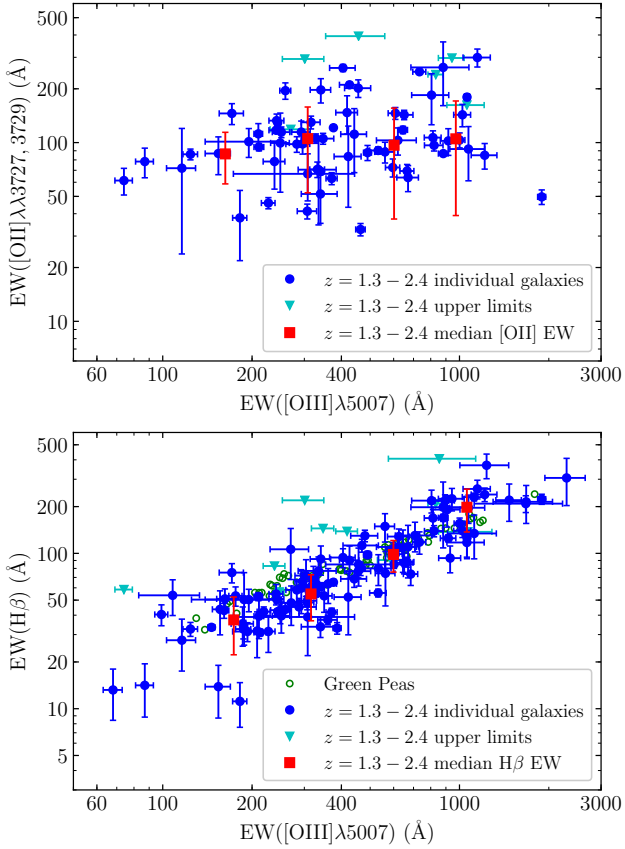 500
200
100
50
20
10
EW([OII]λλ3727, 3729) (Å)
z = 1.3 − 2.4 individual galaxies
z = 1.3 − 2.4 upper limits
z = 1.3 − 2.4 median [OII] EW
60 100 200 400 1000 3000
EW([OIII]λ5007) (Å)
500
200
100
50
20
10
5
EW(Hβ) (Å)
Green Peas
z = 1.3 − 2.4 individual galaxies
z = 1.3 − 2.4 upper limits
z = 1.3 − 2.4 median Hβ EW
60 100 200 400 1000 3000
EW([OIII]λ5007) (Å)